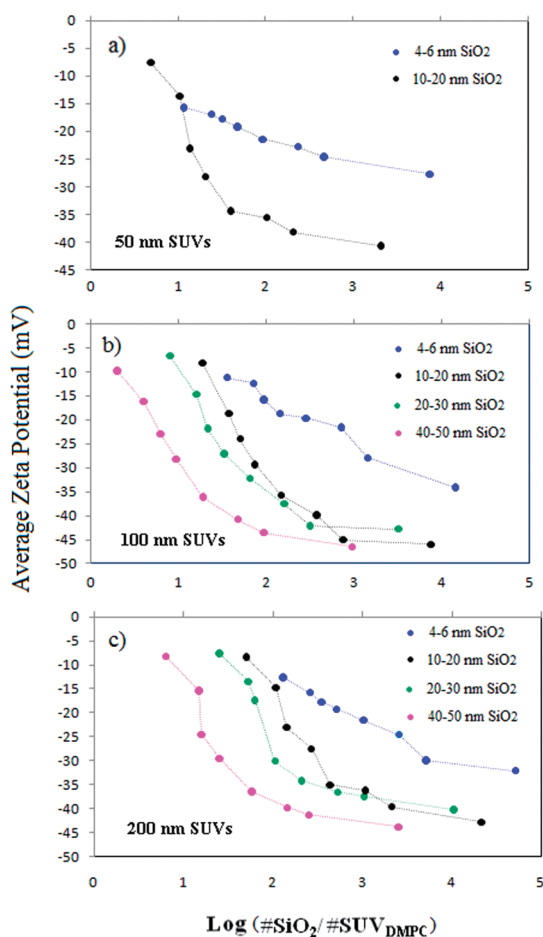 Average Zeta Potential (mV)
a)
0
-5
-10
-15
-20
-25
-30
-35
-40
-45
4-6 nm SiO2
10-20 nm SiO2
50 nm SUVs
0 1 2 3 4 5
b)
0
-5
-10
-15
-20
-25
-30
-35
-40
-45
-50
4-6 nm SiO2
10-20 nm SiO2
20-30 nm SiO2
40-50 nm SiO2
100 nm SUVs
0 1 2 3 4 5
c)
0
-5
-10
-15
-20
-25
-30
-35
-40
-45
-50
4-6 nm SiO2
10-20 nm SiO2
20-30 nm SiO2
40-50 nm SiO2
200 nm SUVs
0 1 2 3 4 5
Log (#SiO₂/#SUV_DMPC)